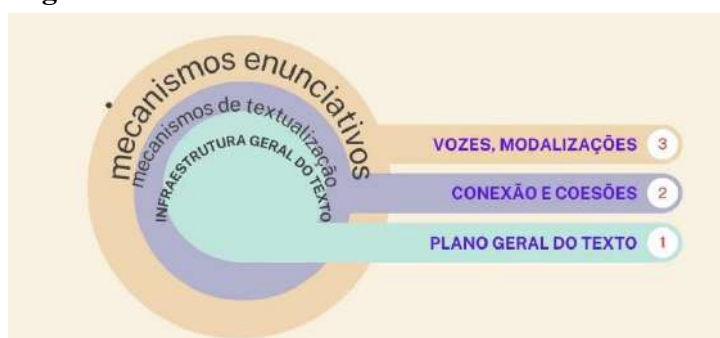 mecanismos enunciativos
mecanismos de textualização
INFRAESTRUTURA GERAL DO TEXTO
VOZES, MODALIZAÇÕES 3
CONEXÃO E COESÕES 2
PLANO GERAL DO TEXTO 1